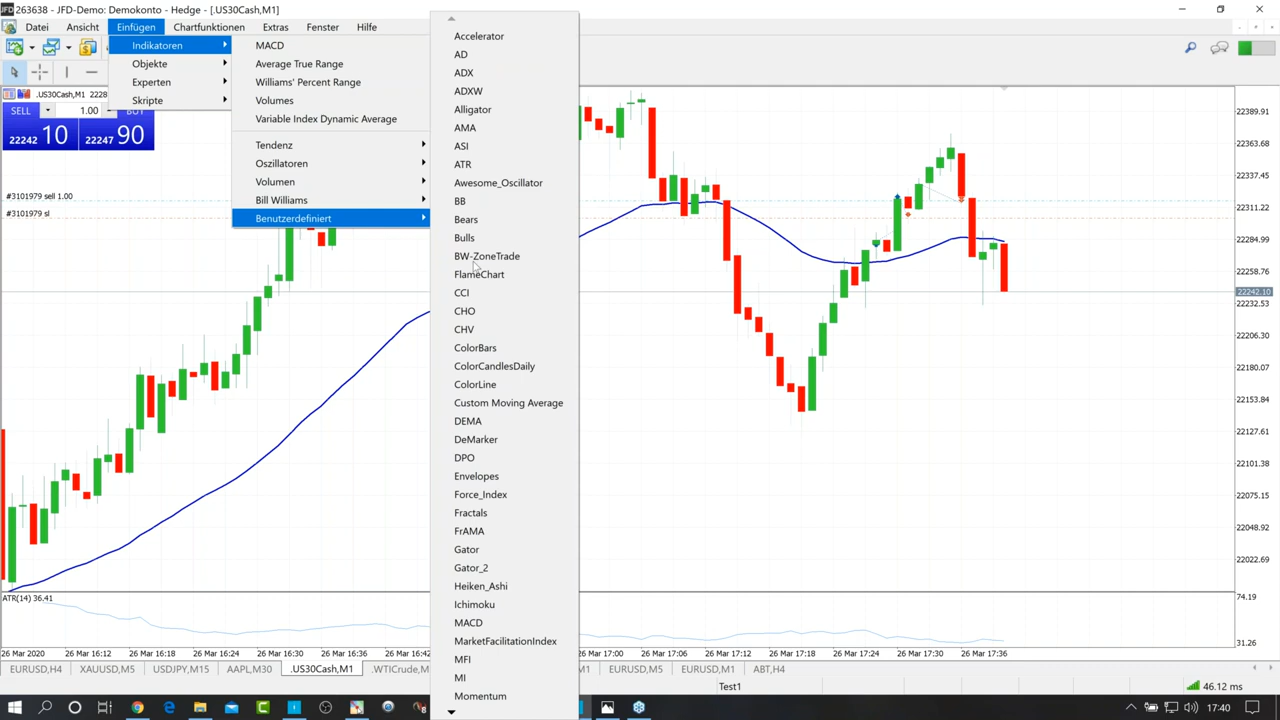 263638 - JFD-Demo: Demokonto - Hedge - [.US30Cash,M1]
Datei Ansicht Einfügen Chartfunktionen Extras Fenster Hilfe
Indikatoren
Objekte
Experten
Skripte
MACD
Average True Range
Williams' Percent Range
Volumes
Variable Index Dynamic Average
Tendenz
Oszillatoren
Volumen
Bill Williams
Benutzerdefiniert
Accelerator
AD
ADX
ADXW
Alligator
AMA
ASI
ATR
Awesome_Oscillator
BB
Bears
Bulls
BW-ZoneTrade
FlameChart
CCI
CHO
CHV
ColorBars
ColorCandlesDaily
ColorLine
Custom Moving Average
DEMA
DeMarker
DPO
Envelopes
Force_Index
Fractals
FrAMA
Gator
Gator_2
Heiken_Ashi
Ichimoku
MACD
MarketFacilitationIndex
MFI
MI
Momentum
.US30Cash,M1 2228
SELL 1.00 BUY
22242 10 22247 90
#3101979 sell 1.00
#3101979 sl
22389.91
22363.68
22337.45
22311.22
22284.99
22258.76
22242.10
22232.53
22206.30
22180.07
22153.84
22127.61
22101.38
22075.15
22048.92
22022.69
ATR(14) 36.41
74.19
31.26
26 Mar 2020 26 Mar 16:12 26 Mar 16:18 26 Mar 16:24 26 Mar 16:30 26 Mar 16:36 26 Mar 17:00 26 Mar 17:06 26 Mar 17:12 26 Mar 17:18 26 Mar 17:24 26 Mar 17:30 26 Mar 17:36
EURUSD,H4 XAUUSD,M5 USDJPY,M15 AAPL,M30 .US30Cash,M1 .WTICrude,M M1 EURUSD,M5 EURUSD,M1 ABT,H4
Test1 46.12 ms
17:40